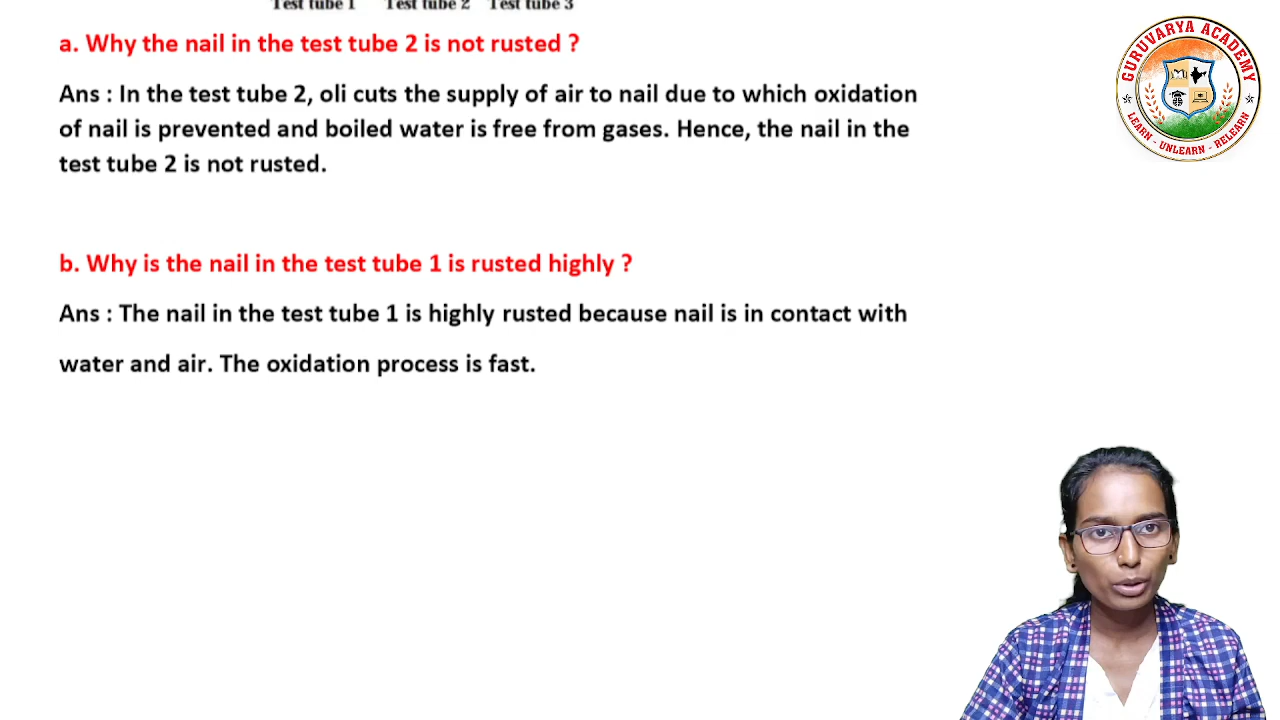 Test tube 1 Test tube 2 Test tube 3
a. Why the nail in the test tube 2 is not rusted ?
Ans : In the test tube 2, oli cuts the supply of air to nail due to which oxidation
of nail is prevented and boiled water is free from gases. Hence, the nail in the
test tube 2 is not rusted.
b. Why is the nail in the test tube 1 is rusted highly ?
Ans : The nail in the test tube 1 is highly rusted because nail is in contact with
water and air. The oxidation process is fast.
GURUVARYA ACADEMY
LEARN - UNLEARN - RELEARN